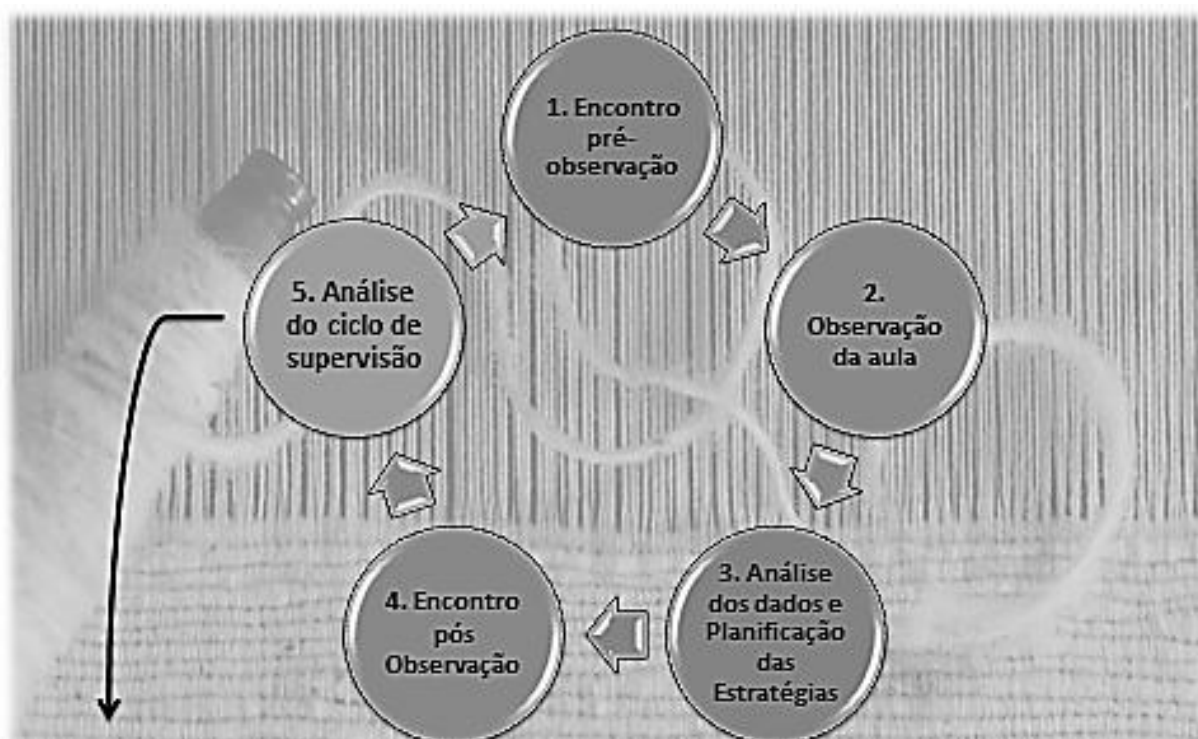 1. Encontro
pré-
observação
2.
Observação
da aula
3. Análise
dos dados e
Planificação
das
Estratégias
4. Encontro
pós
Observação
5. Análise
do ciclo de
supervisão